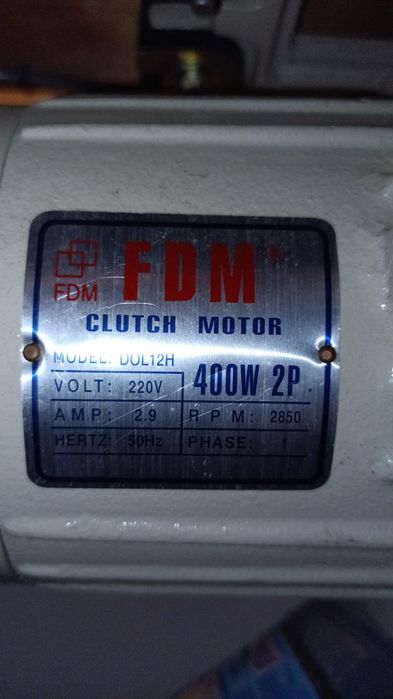 FDM FDM®
CLUTCH MOTOR
MODEL: DOL12H
VOLT: 220V
400W 2P
AMP: 2.9 RPM: 2850
HERTZ: 50Hz PHASE: 1